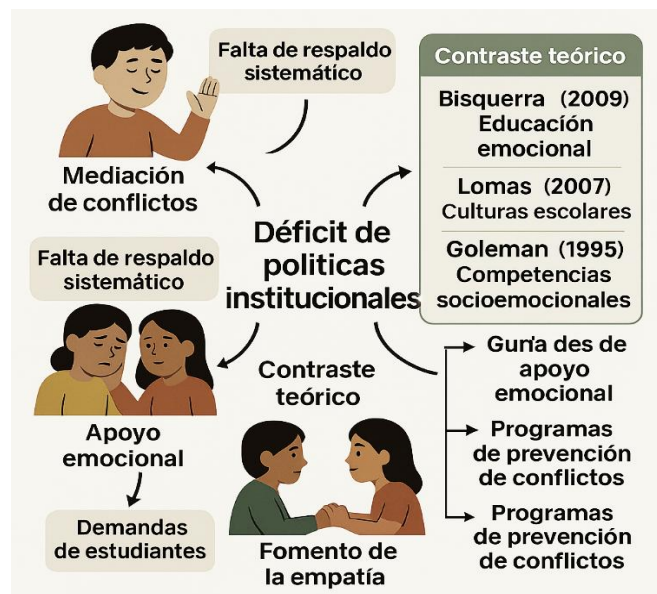 Falta de respaldo
sistemático
Mediación
de conflictos
Contraste teórico
Bisquerra (2009)
Educación
emocional
Lomas (2007)
Culturas escolares
Goleman (1995)
Competencias
socioemocionales
Déficit de
politicas
institucionales
Falta de respaldo
sistemático
Apoyo
emocional
Demandas
de estudiantes
Contraste
teórico
Fomento de
la empatía
des de
apoyo
emocional
Programas
de prevención
de conflictos
Programas
de prevención
de conflictos